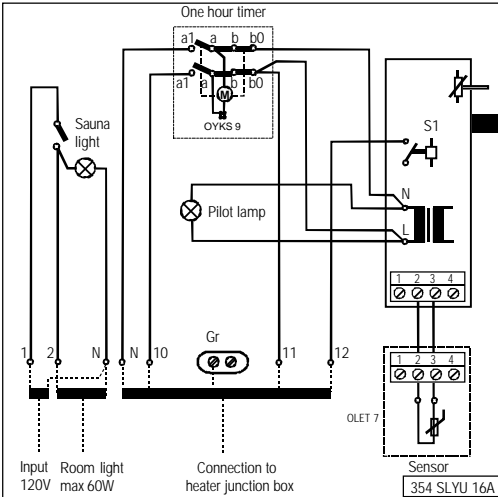 One hour timer
a1 a b b0
a1 a b b0
M
OYKS 9
Sauna
light
S1
N
Pilot lamp
L
1 2 3 4
Gr
1 2 N N 10 11 12
1 2 3 4
OLET 7
Input
120V
Room light
max 60W
Connection to
heater junction box
Sensor
354 SLYU 16A